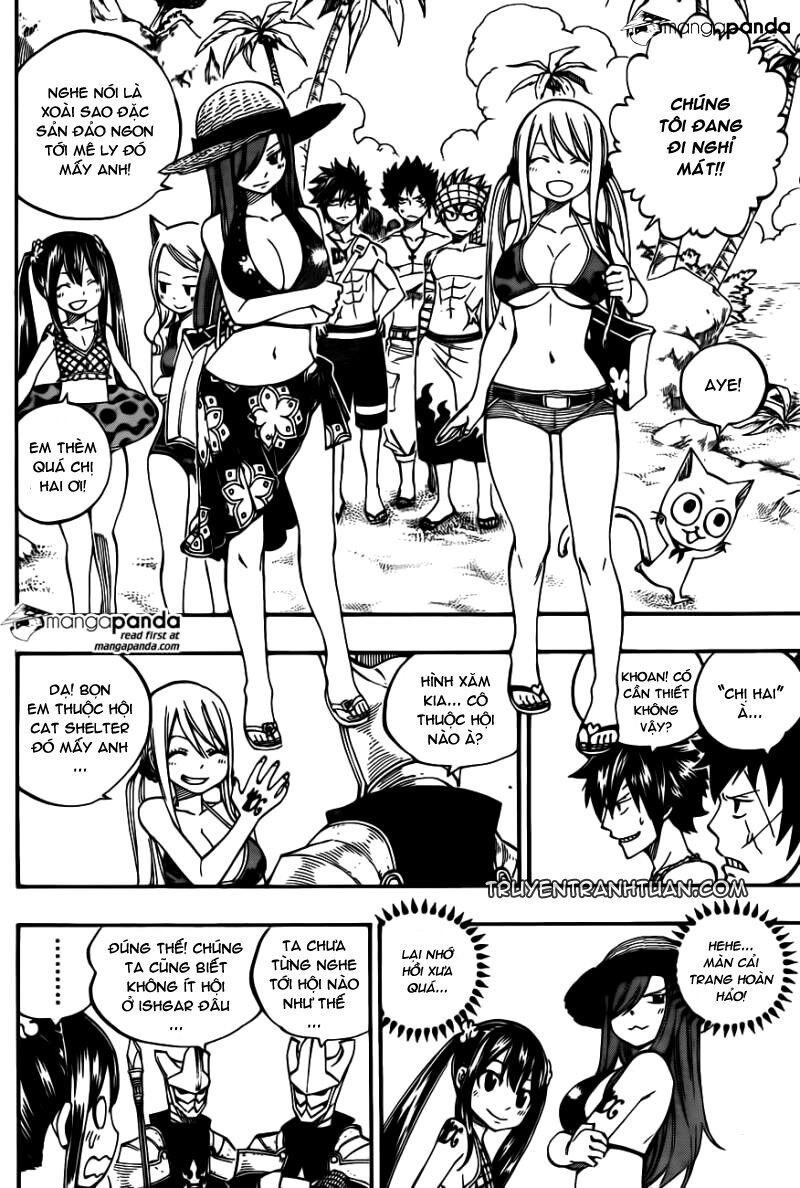 mangapanda
CHÚNG
TÔI ĐANG
ĐI NGHỈ
MÁT!!
NGHE NÓI LÀ
XOÀI SAO ĐẶC
SẢN ĐẢO NGON
TỚI MÊ LY ĐÓ
MẤY ANH!
AYE!
EM THÈM
QUÁ CHỊ
HAI ƠI!
mangapanda
read first at
mangapanda.com
"CHỊ HAI"
À...
KHOAN! CÓ
CẦN THIẾT
KHÔNG
VẬY?
HÌNH XĂM
KIA... CÔ
THUỘC HỘI
NÀO À?
DẠ! BỌN
EM THUỘC HỘI
CAT SHELTER
ĐÓ MẤY ANH
...
TRUYENTRANHTUAN.COM
HEHE...
MÀN CẢI
TRANG HOÀN
HẢO!
LẠI NHỚ
HỒI XƯA
QUÁ...
TA CHƯA
TỪNG NGHE
TỚI HỘI NÀO
NHƯ THẾ
...
ĐÚNG THẾ! CHÚNG
TA CŨNG BIẾT
KHÔNG ÍT HỘI
Ở ISHGAR ĐÂU
...